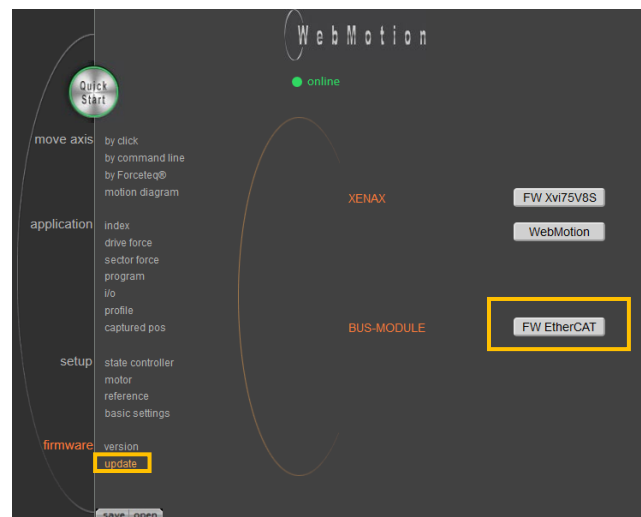 WebMotion
online
Quick
Start
move axis
by click
by command line
by Forceteq®
motion diagram
application
index
drive force
sector force
program
i/o
profile
captured pos
setup
state controller
motor
reference
basic settings
firmware
version
update
save open
XENAX
FW Xvi75V8S
WebMotion
BUS-MODULE
FW EtherCAT